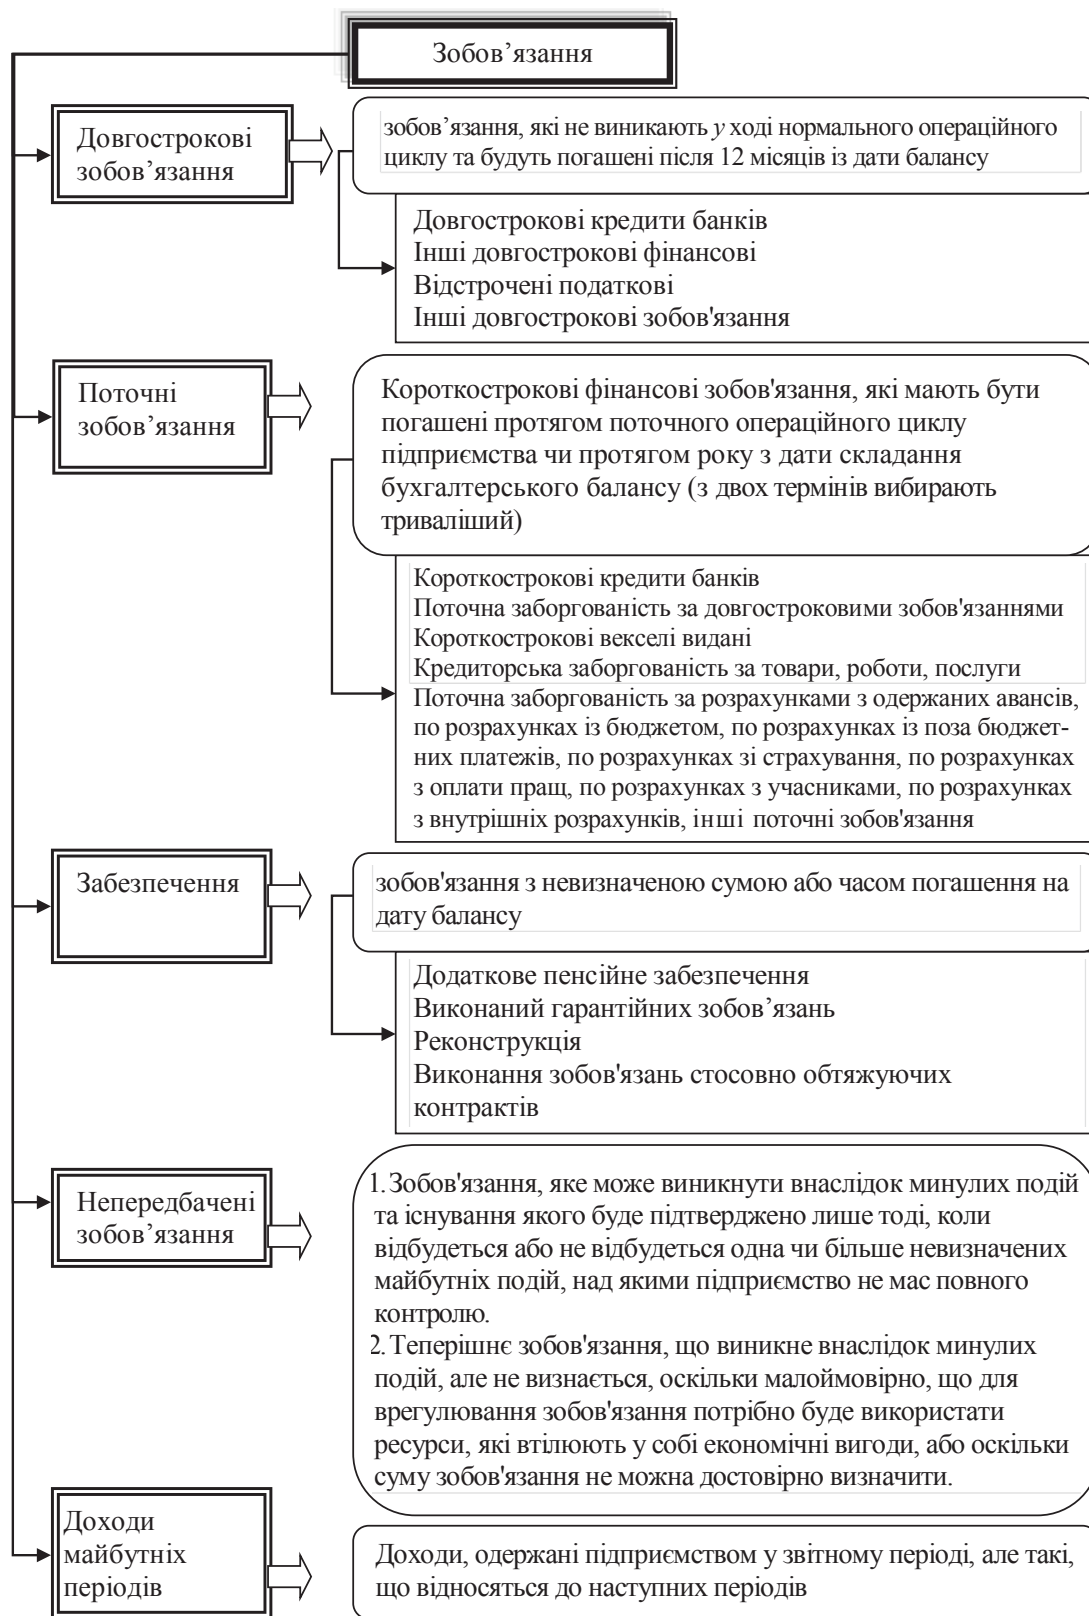 Зобов’язання
Довгострокові
зобов’язання
зобов’язання, які не виникають у ході нормального операційного
циклу та будуть погашені після 12 місяців із дати балансу
Довгострокові кредити банків
Інші довгострокові фінансові
Відстрочені податкові
Інші довгострокові зобов'язання
Поточні
зобов’язання
Короткострокові фінансові зобов'язання, які мають бути
погашені протягом поточного операційного циклу
підприємства чи протягом року з дати складання
бухгалтерського балансу (з двох термінів вибирають
триваліший)
Короткострокові кредити банків
Поточна заборгованість за довгостроковими зобов'язаннями
Короткострокові векселі видані
Кредиторська заборгованість за товари, роботи, послуги
Поточна заборгованість за розрахунками з одержаних авансів,
по розрахунках із бюджетом, по розрахунках із поза бюджет-
них платежів, по розрахунках зі страхування, по розрахунках
з оплати пращ, по розрахунках з учасниками, по розрахунках
з внутрішніх розрахунків, інші поточні зобов'язання
Забезпечення
зобов'язання з невизначеною сумою або часом погашення на
дату балансу
Додаткове пенсійне забезпечення
Виконаний гарантійних зобов’язань
Реконструкція
Виконання зобов'язань стосовно обтяжуючих
контрактів
Непередбачені
зобов’язання
1. Зобов'язання, яке може виникнути внаслідок минулих подій
та існування якого буде підтверджено лише тоді, коли
відбудеться або не відбудеться одна чи більше невизначених
майбутніх подій, над якими підприємство не мас повного
контролю.
2. Теперішнє зобов'язання, що виникне внаслідок минулих
подій, але не визнається, оскільки малоймовірно, що для
врегулювання зобов'язання потрібно буде використати
ресурси, які втілюють у собі економічні вигоди, або оскільки
суму зобов'язання не можна достовірно визначити.
Доходи
майбутніх
періодів
Доходи, одержані підприємством у звітному періоді, але такі,
що відносяться до наступних періодів